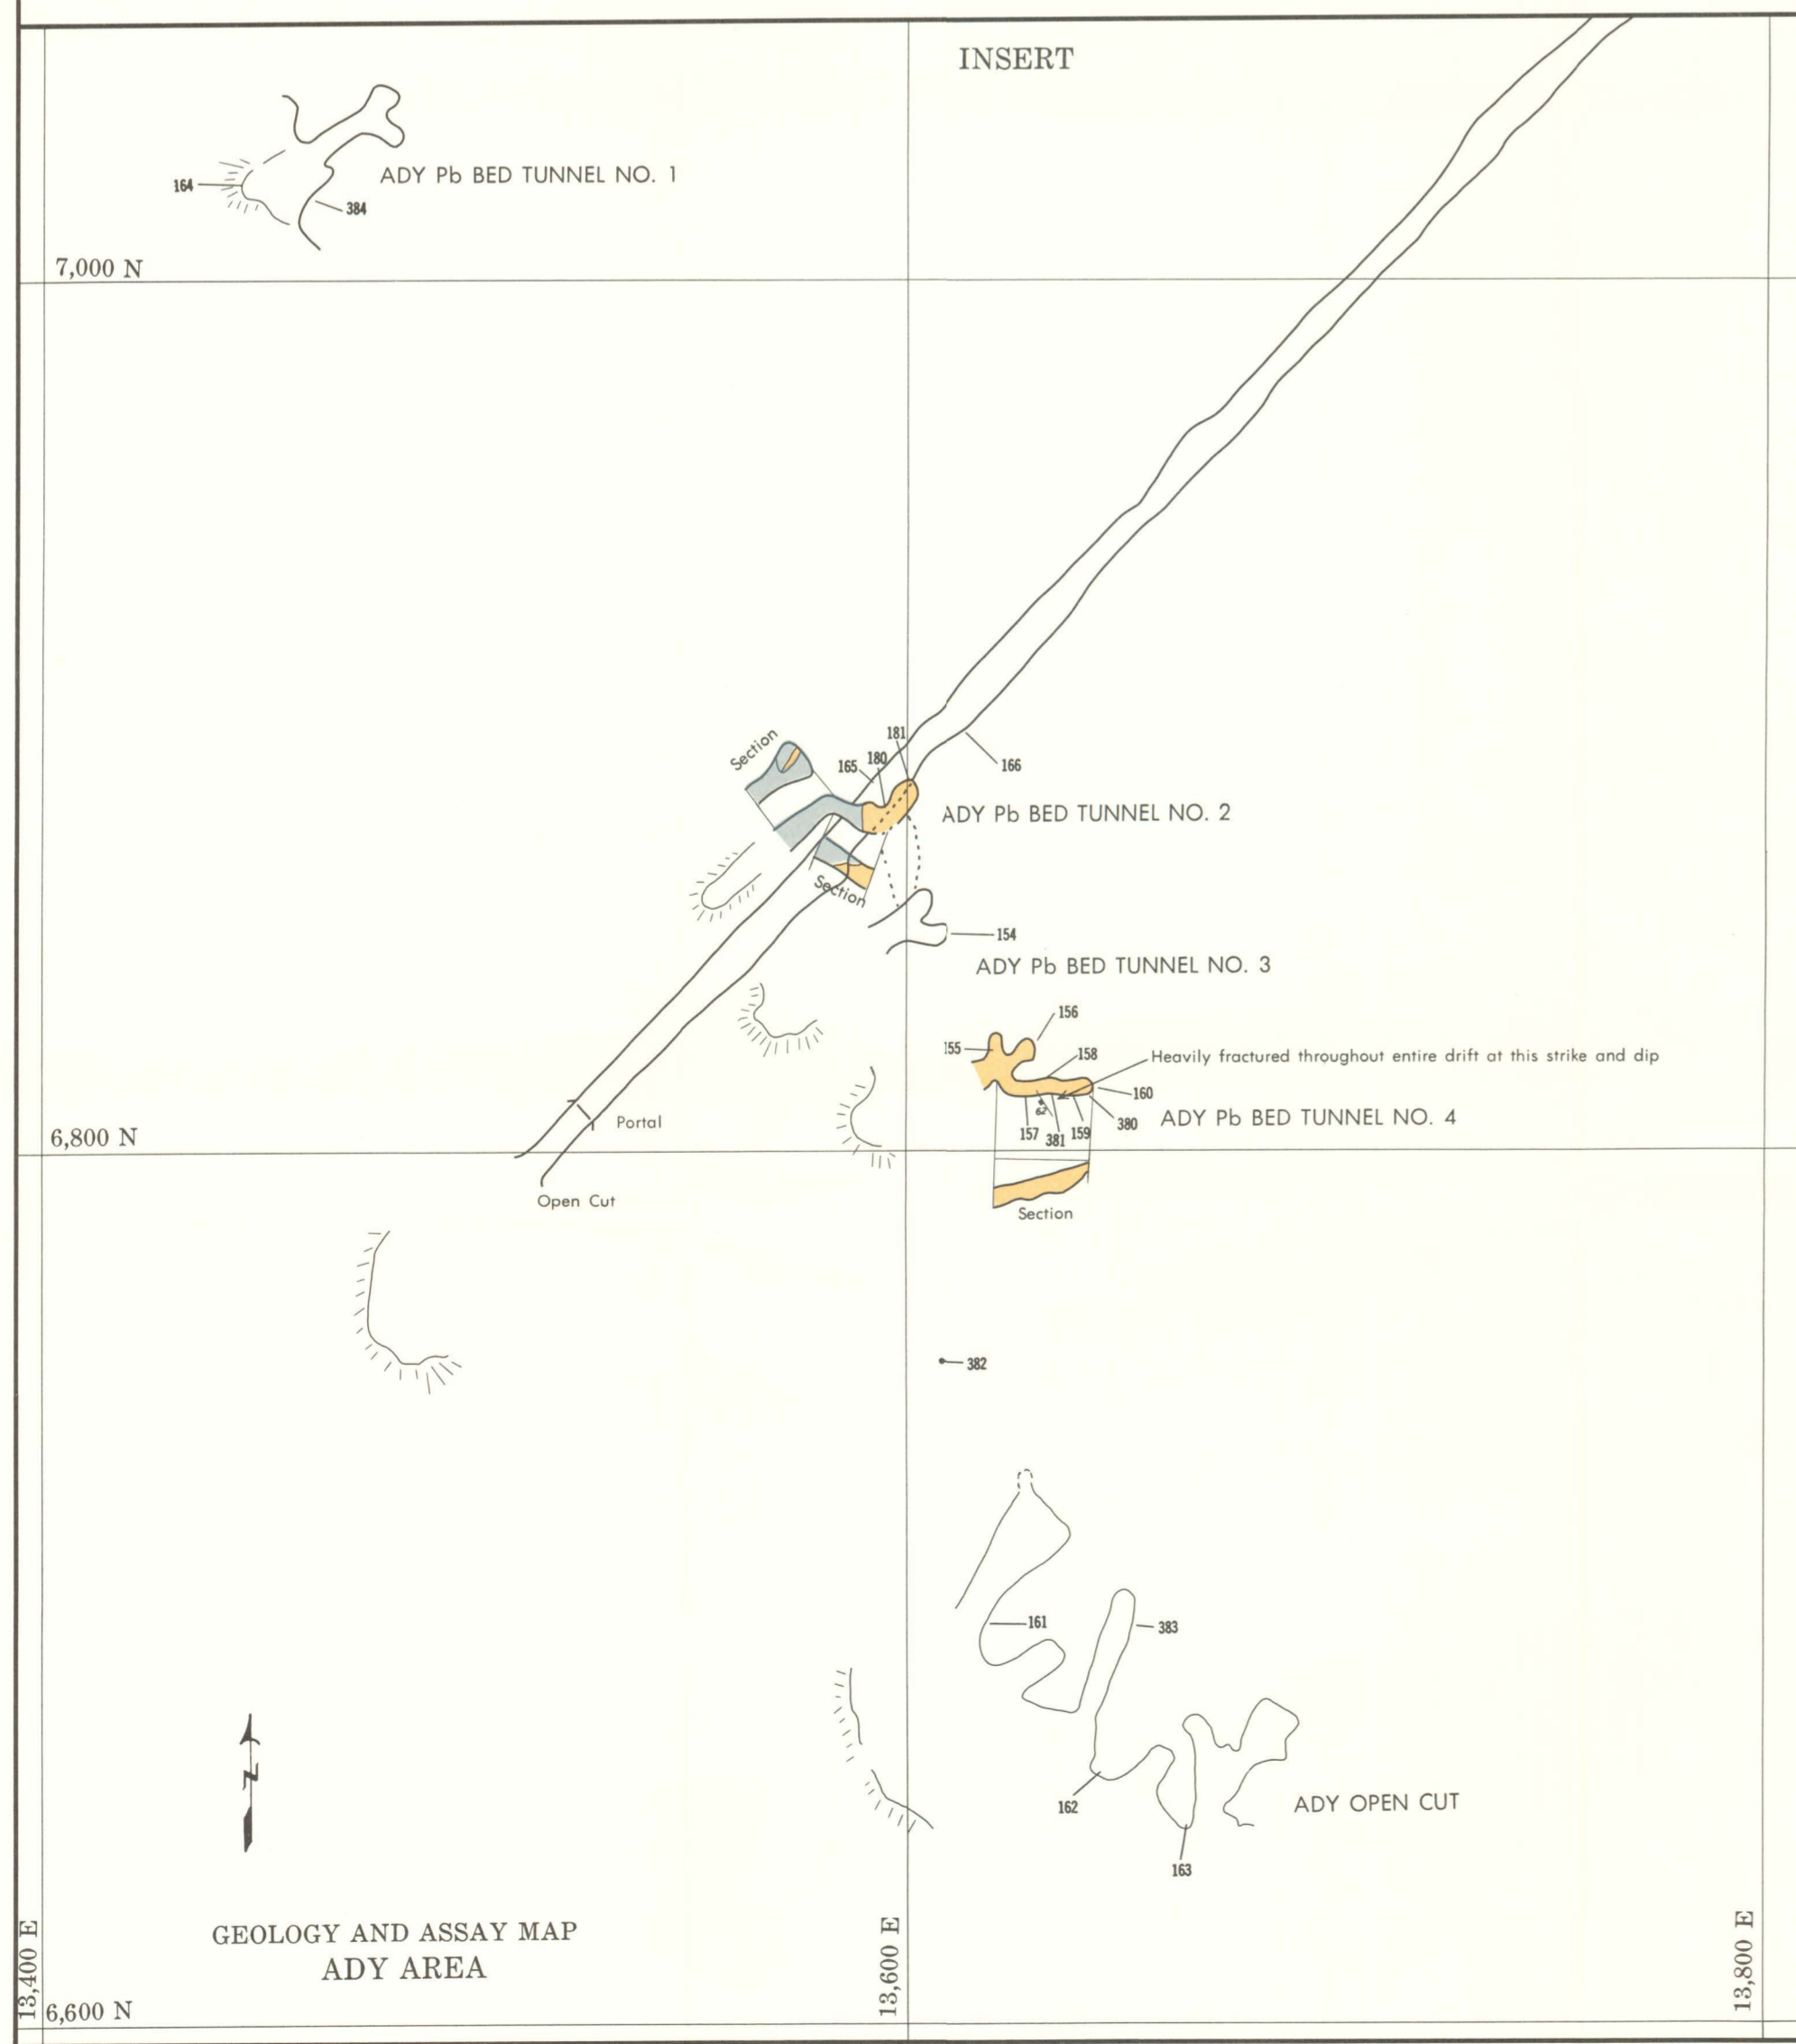 INSERT
ADY Pb BED TUNNEL NO. 1
164
384
7,000 N
181
Section
180
165
166
ADY Pb BED TUNNEL NO. 2
Section
154
ADY Pb BED TUNNEL NO. 3
156
155
158
Heavily fractured throughout entire drift at this strike and dip
160
62
ADY Pb BED TUNNEL NO. 4
380
Portal
157
381
159
6,800 N
Open Cut
Section
382
161
383
N
ADY OPEN CUT
162
163
GEOLOGY AND ASSAY MAP
ADY AREA
13,400 E
13,600 E
13,800 E
6,600 N